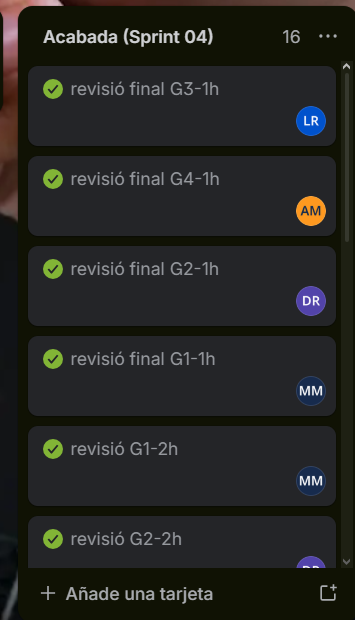 Acabada (Sprint 04) 16
revisió final G3-1h
LR
revisió final G4-1h
AM
revisió final G2-1h
DR
revisió final G1-1h
MM
revisió G1-2h
MM
revisió G2-2h
DR
Añade una tarjeta